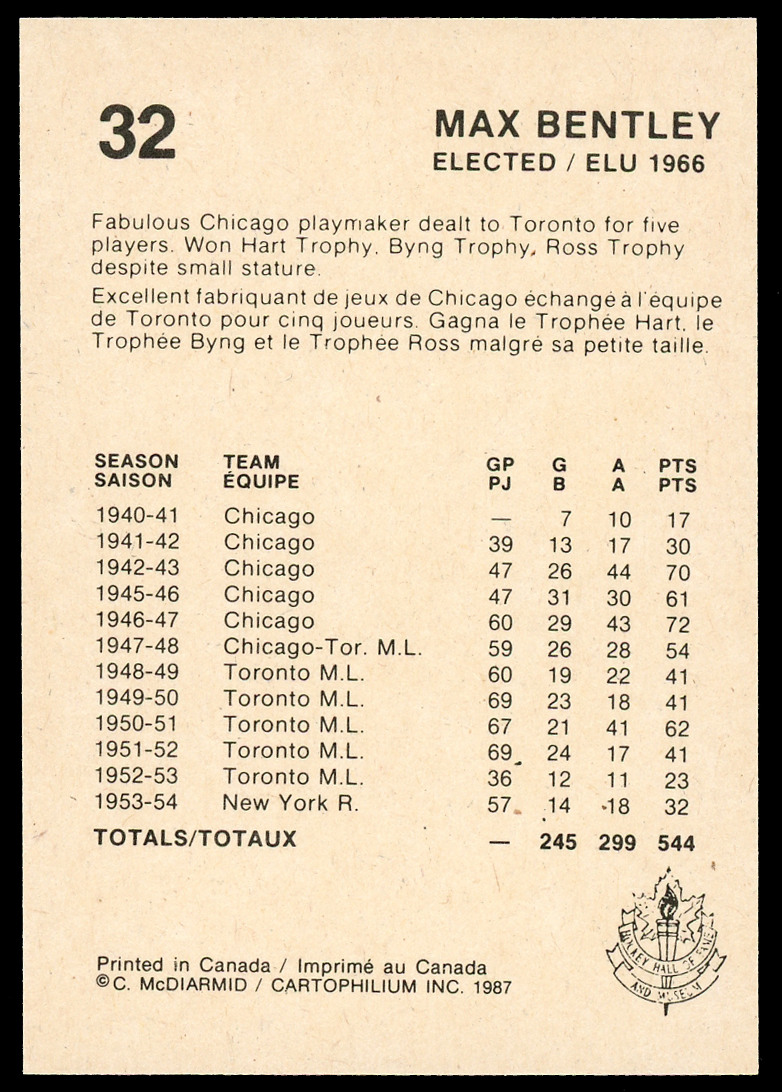 32
MAX BENTLEY
ELECTED / ELU 1966
Fabulous Chicago playmaker dealt to Toronto for five
players. Won Hart Trophy, Byng Trophy, Ross Trophy
despite small stature.
Excellent fabriquant de jeux de Chicago échangé à l'équipe
de Toronto pour cinq joueurs. Gagna le Trophée Hart, le
Trophée Byng et le Trophée Ross malgré sa petite taille.
SEASON TEAM GP G A PTS
SAISON ÉQUIPE PJ B A PTS
1940-41 Chicago — 7 10 17
1941-42 Chicago 39 13 17 30
1942-43 Chicago 47 26 44 70
1945-46 Chicago 47 31 30 61
1946-47 Chicago 60 29 43 72
1947-48 Chicago-Tor. M.L. 59 26 28 54
1948-49 Toronto M.L. 60 19 22 41
1949-50 Toronto M.L. 69 23 18 41
1950-51 Toronto M.L. 67 21 41 62
1951-52 Toronto M.L. 69 24 17 41
1952-53 Toronto M.L. 36 12 11 23
1953-54 New York R. 57 14 18 32
TOTALS/TOTAUX — 245 299 544
HOCKEY HALL OF FAME
AND MUSEUM
Printed in Canada / Imprimé au Canada
©C. McDIARMID / CARTOPHILIUM INC. 1987